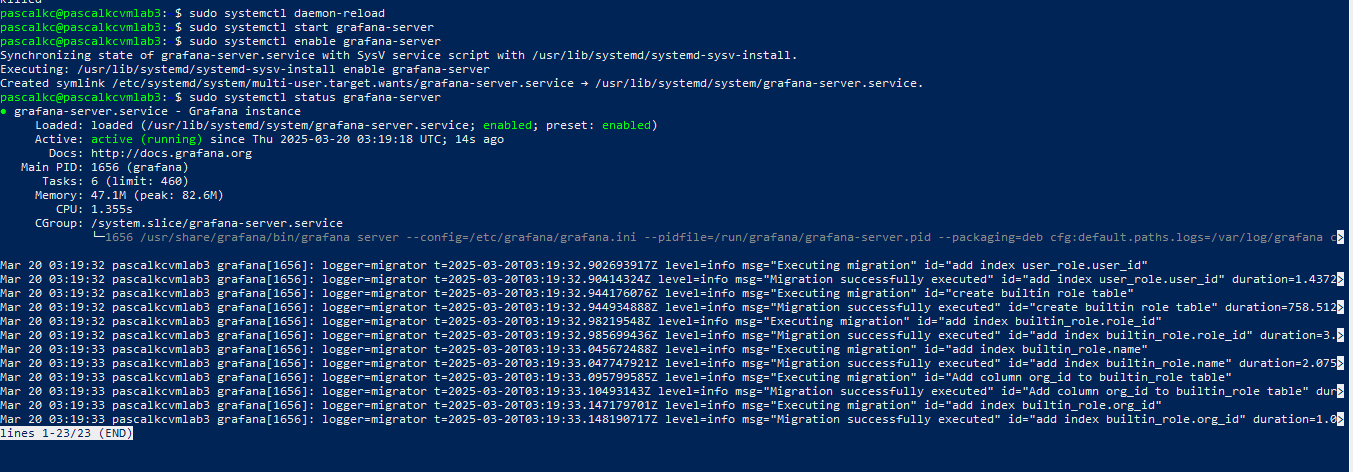 Killed
pascalkc@pascalkcvmlab3: $ sudo systemctl daemon-reload
pascalkc@pascalkcvmlab3: $ sudo systemctl start grafana-server
pascalkc@pascalkcvmlab3: $ sudo systemctl enable grafana-server
Synchronizing state of grafana-server.service with SysV service script with /usr/lib/systemd/systemd-sysv-install.
Executing: /usr/lib/systemd/systemd-sysv-install enable grafana-server
Created symlink /etc/systemd/system/multi-user.target.wants/grafana-server.service → /usr/lib/systemd/system/grafana-server.service.
pascalkc@pascalkcvmlab3: $ sudo systemctl status grafana-server
● grafana-server.service - Grafana instance
Loaded: loaded (/usr/lib/systemd/system/grafana-server.service; enabled; preset: enabled)
Active: active (running) since Thu 2025-03-20 03:19:18 UTC; 14s ago
Docs: http://docs.grafana.org
Main PID: 1656 (grafana)
Tasks: 6 (limit: 460)
Memory: 47.1M (peak: 82.6M)
CPU: 1.355s
CGroup: /system.slice/grafana-server.service
└─1656 /usr/share/grafana/bin/grafana server --config=/etc/grafana/grafana.ini --pidfile=/run/grafana/grafana-server.pid --packaging=deb cfg:default.paths.logs=/var/log/grafana c>
Mar 20 03:19:32 pascalkcvmlab3 grafana[1656]: logger=migrator t=2025-03-20T03:19:32.902693917Z level=info msg="Executing migration" id="add index user_role.user_id"
Mar 20 03:19:32 pascalkcvmlab3 grafana[1656]: logger=migrator t=2025-03-20T03:19:32.90414324Z level=info msg="Migration successfully executed" id="add index user_role.user_id" duration=1.4372>
Mar 20 03:19:32 pascalkcvmlab3 grafana[1656]: logger=migrator t=2025-03-20T03:19:32.944176076Z level=info msg="Executing migration" id="create builtin role table"
Mar 20 03:19:32 pascalkcvmlab3 grafana[1656]: logger=migrator t=2025-03-20T03:19:32.944934888Z level=info msg="Migration successfully executed" id="create builtin role table" duration=758.512>
Mar 20 03:19:32 pascalkcvmlab3 grafana[1656]: logger=migrator t=2025-03-20T03:19:32.98219548Z level=info msg="Executing migration" id="add index builtin_role.role_id"
Mar 20 03:19:32 pascalkcvmlab3 grafana[1656]: logger=migrator t=2025-03-20T03:19:32.985699436Z level=info msg="Migration successfully executed" id="add index builtin_role.role_id" duration=3.>
Mar 20 03:19:33 pascalkcvmlab3 grafana[1656]: logger=migrator t=2025-03-20T03:19:33.045672488Z level=info msg="Executing migration" id="add index builtin_role.name"
Mar 20 03:19:33 pascalkcvmlab3 grafana[1656]: logger=migrator t=2025-03-20T03:19:33.047747921Z level=info msg="Migration successfully executed" id="add index builtin_role.name" duration=2.075>
Mar 20 03:19:33 pascalkcvmlab3 grafana[1656]: logger=migrator t=2025-03-20T03:19:33.095799585Z level=info msg="Executing migration" id="Add column org_id to builtin_role table"
Mar 20 03:19:33 pascalkcvmlab3 grafana[1656]: logger=migrator t=2025-03-20T03:19:33.10493143Z level=info msg="Migration successfully executed" id="Add column org_id to builtin_role table" dur>
Mar 20 03:19:33 pascalkcvmlab3 grafana[1656]: logger=migrator t=2025-03-20T03:19:33.147179701Z level=info msg="Executing migration" id="add index builtin_role.org_id"
Mar 20 03:19:33 pascalkcvmlab3 grafana[1656]: logger=migrator t=2025-03-20T03:19:33.148190717Z level=info msg="Migration successfully executed" id="add index builtin_role.org_id" duration=1.0>
lines 1-23/23 (END)